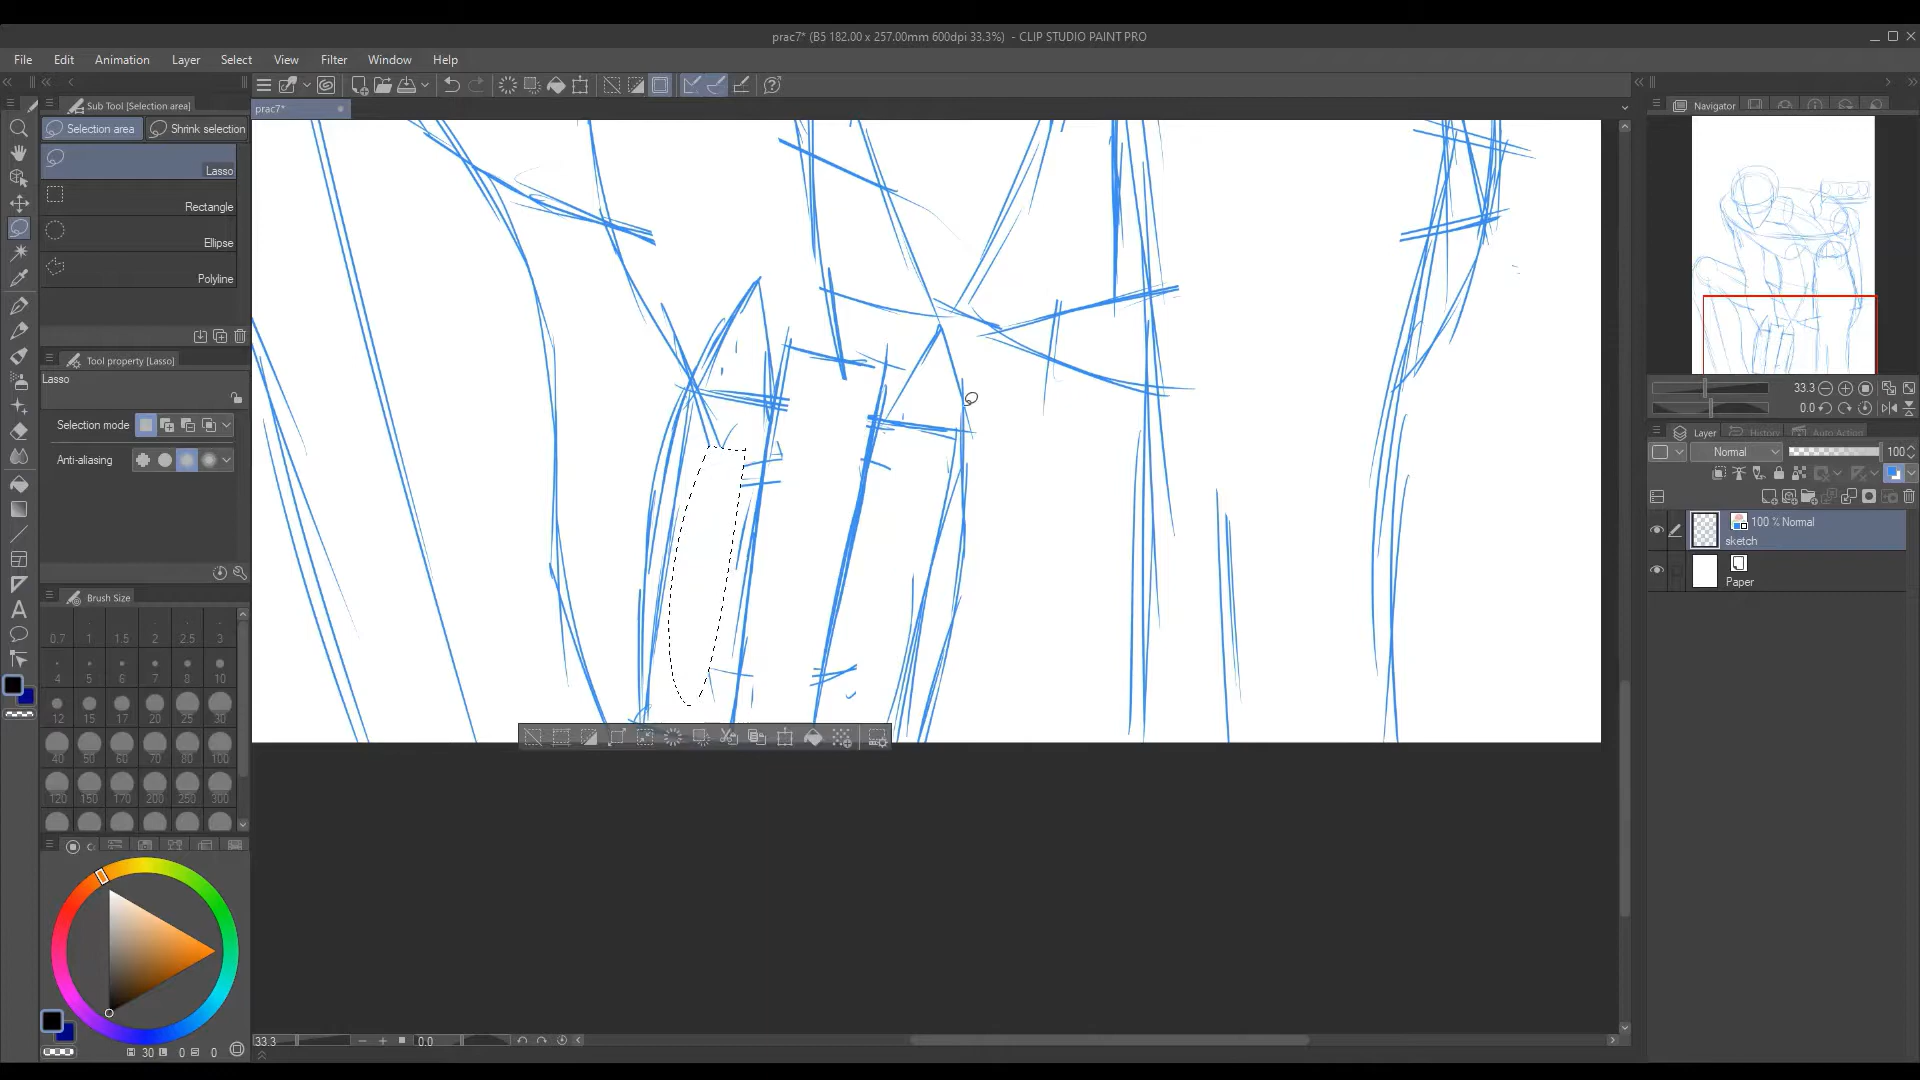 prac7* (B5 182.00 x 257.00mm 600dpi 33.3%) - CLIP STUDIO PAINT PRO
File Edit Animation Layer Select View Filter Window Help
Sub Tool [Selection area]
prac7*
Navigator
Selection area Shrink selection
Lasso
Rectangle
Ellipse
Polyline
Tool property [Lasso]
Lasso
33.3
0.0
Selection mode
Layer History Auto Action
Anti-aliasing
Normal 100
100 % Normal
sketch
Paper
Brush Size
0.7 1 1.5 2 2.5 3
4 5 6 7 8 10
12 15 17 20 25 30
40 50 60 70 80 100
120 150 170 200 250 300
33.3 0.0
H 30 L 0 S 0